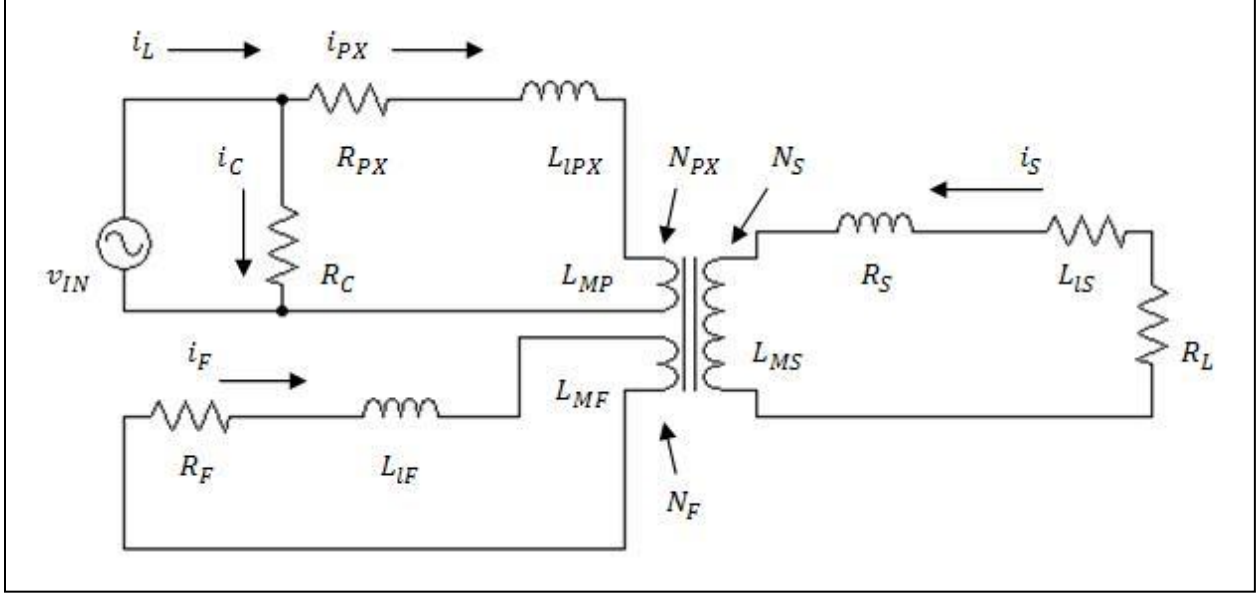 i_L i_PX
R_PX L_lPX N_PX N_S i_S
i_C
v_IN R_C L_MP R_S L_lS
i_F L_MS R_L
L_MF
R_F L_lF
N_F